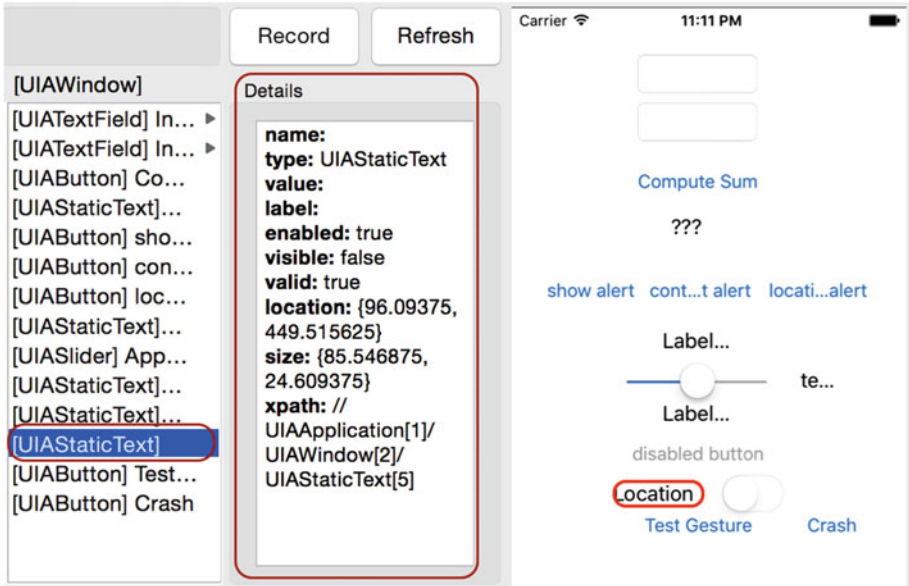 Record
Refresh
[UIAWindow]
[UIATextField] In...
[UIATextField] In...
[UIAButton] Co...
[UIAStaticText]...
[UIAButton] sho...
[UIAButton] con...
[UIAButton] loc...
[UIAStaticText]...
[UIASlider] App...
[UIAStaticText]...
[UIAStaticText]...
[UIAStaticText]
[UIAButton] Test...
[UIAButton] Crash
Details
name:
type: UIAStaticText
value:
label:
enabled: true
visible: false
valid: true
location: {96.09375,
449.515625}
size: {85.546875,
24.609375}
xpath: //
UIAApplication[1]/
UIAWindow[2]/
UIAStaticText[5]
Carrier 11:11 PM
Compute Sum
???
show alert cont...t alert locati...alert
Label...
te...
Label...
disabled button
Location
Test Gesture Crash